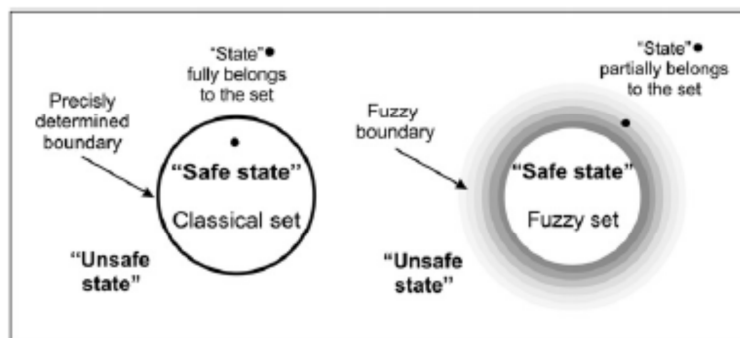 "State"
fully belongs
to the set
Precisly
determined
boundary
"Safe state"
Classical set
"Unsafe
state"
"State"
partially belongs
to the set
Fuzzy
boundary
"Safe state"
Fuzzy set
"Unsafe
state"